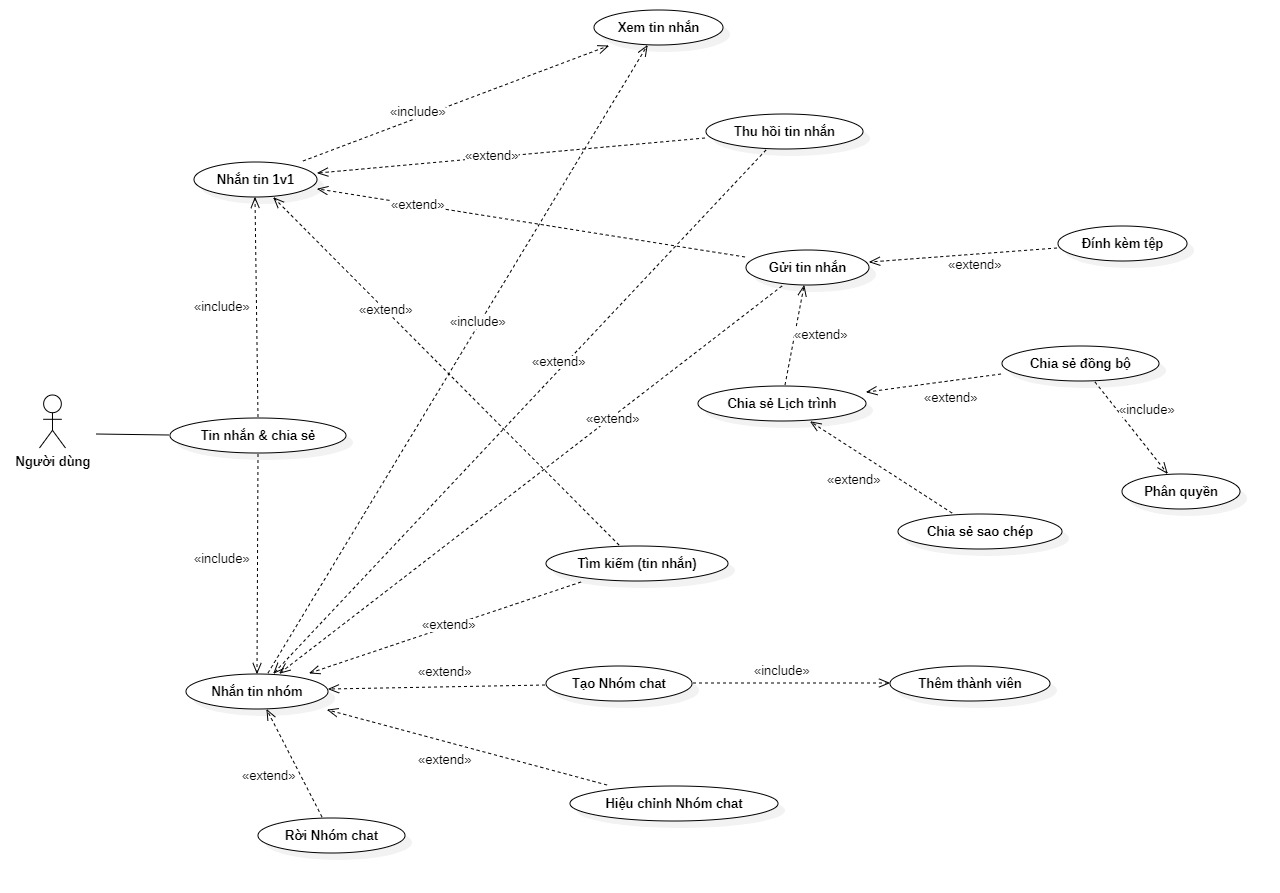 Xem tin nhắn
«include»
Thu hồi tin nhắn
«extend»
Nhắn tin 1v1
«extend»
Đính kèm tệp
Gửi tin nhắn
«extend»
«include»
«extend»
«include»
«extend»
«extend»
Chia sẻ đồng bộ
«extend»
Chia sẻ Lịch trình
«include»
«extend»
Tin nhắn & chia sẻ
Người dùng
«extend»
Phân quyền
Chia sẻ sao chép
«include»
Tìm kiếm (tin nhắn)
«extend»
«extend»
«include»
Nhắn tin nhóm
Tạo Nhóm chat
Thêm thành viên
«extend»
«extend»
Hiệu chỉnh Nhóm chat
Rời Nhóm chat